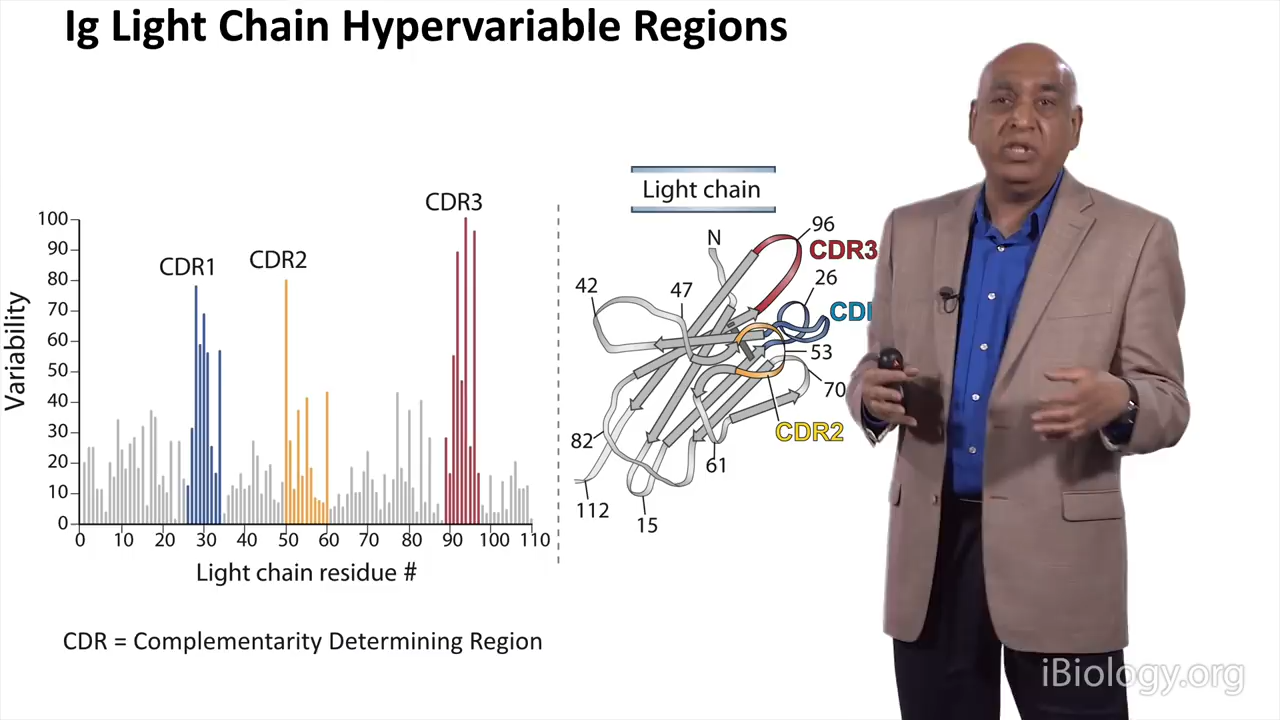 Ig Light Chain Hypervariable Regions
Variability
100
90
80
70
60
50
40
30
20
10
0
CDR1
CDR2
CDR3
0 10 20 30 40 50 60 70 80 90 100 110
Light chain residue #
Light chain
N
96
CDR3
26
42
47
53
70
CDR2
82
61
112
15
CDR = Complementarity Determining Region
iBiology.org